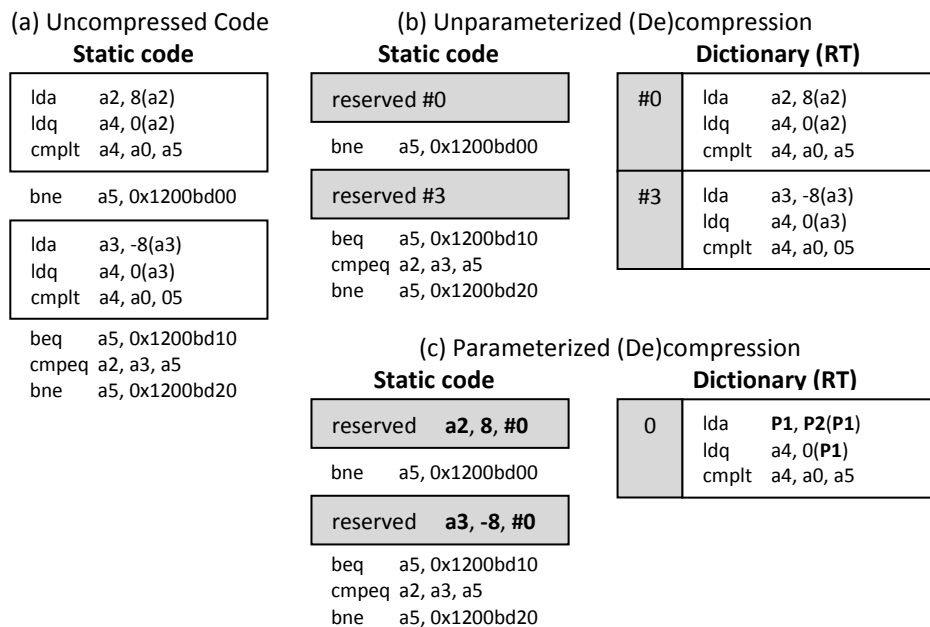 (a) Uncompressed Code
Static code
lda a2, 8(a2)
ldq a4, 0(a2)
cmplt a4, a0, a5
bne a5, 0x1200bd00
lda a3, -8(a3)
ldq a4, 0(a3)
cmplt a4, a0, 05
beq a5, 0x1200bd10
cmpeq a2, a3, a5
bne a5, 0x1200bd20
(b) Unparameterized (De)compression
Static code
reserved #0
bne a5, 0x1200bd00
reserved #3
beq a5, 0x1200bd10
cmpeq a2, a3, a5
bne a5, 0x1200bd20
Dictionary (RT)
#0
lda a2, 8(a2)
ldq a4, 0(a2)
cmplt a4, a0, a5
#3
lda a3, -8(a3)
ldq a4, 0(a3)
cmplt a4, a0, 05
(c) Parameterized (De)compression
Static code
reserved a2, 8, #0
bne a5, 0x1200bd00
reserved a3, -8, #0
beq a5, 0x1200bd10
cmpeq a2, a3, a5
bne a5, 0x1200bd20
Dictionary (RT)
0
lda P1, P2(P1)
ldq a4, 0(P1)
cmplt a4, a0, a5